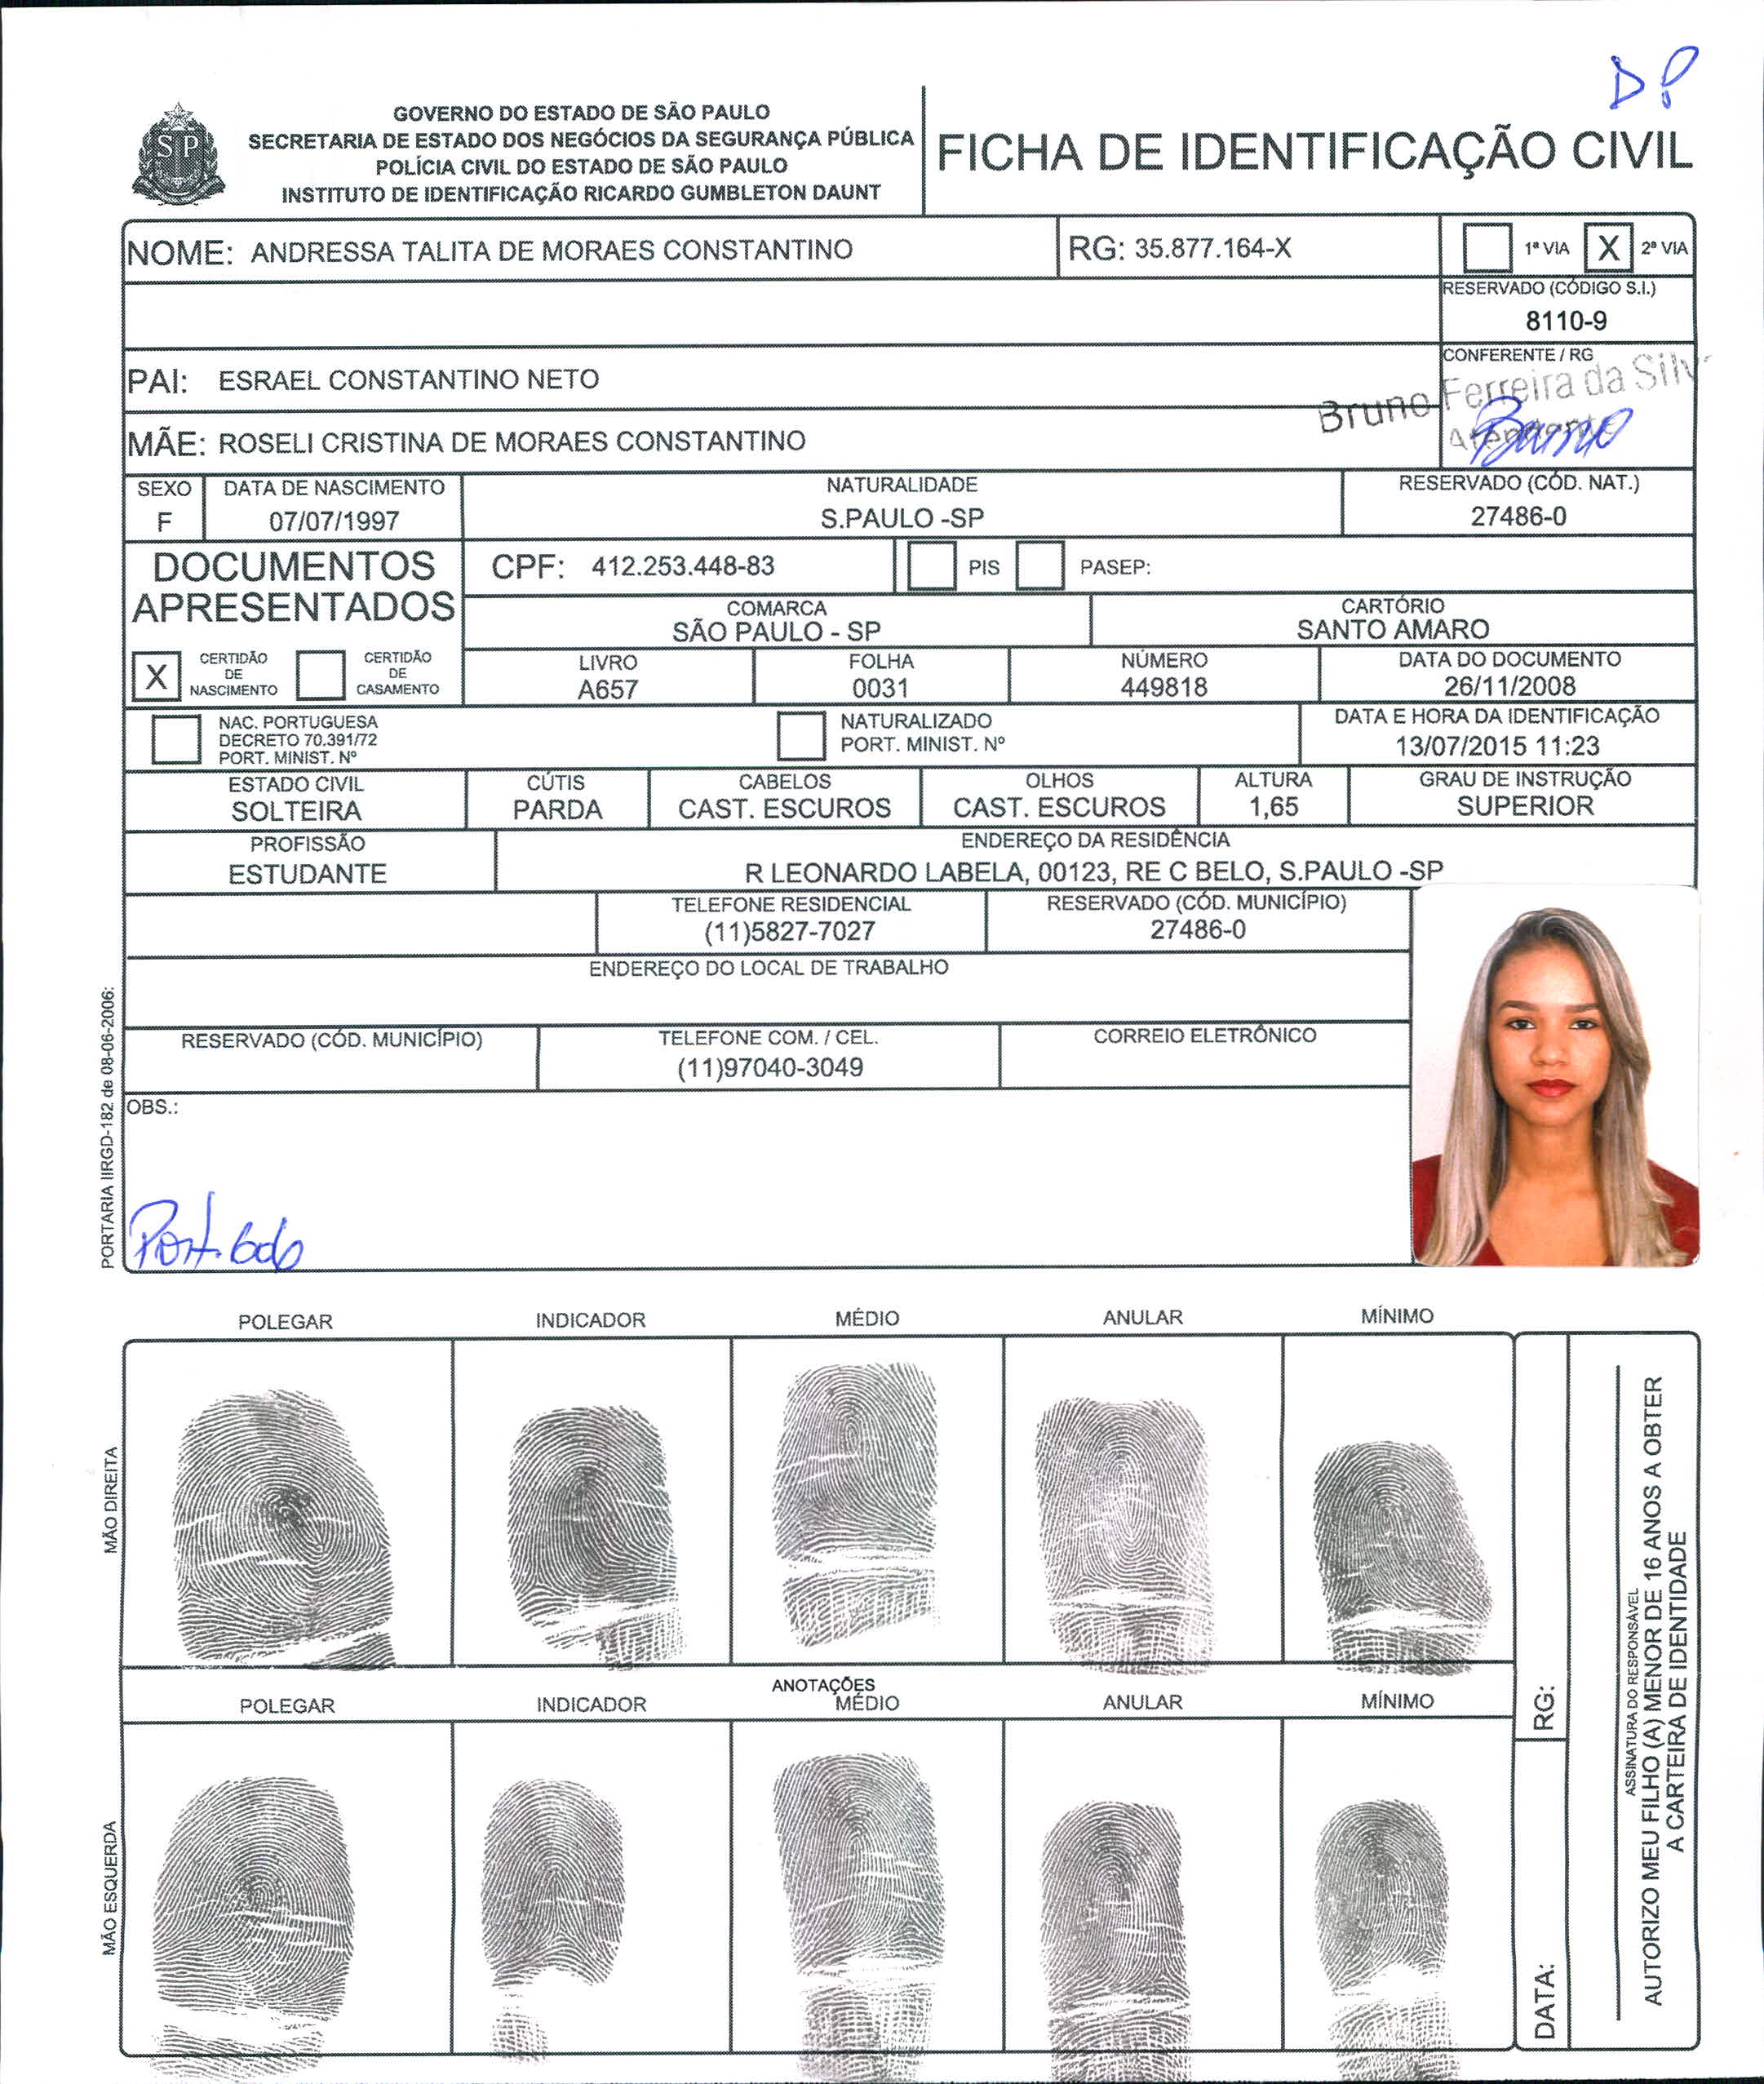 DP
SP
GOVERNO DO ESTADO DE SÃO PAULO
SECRETARIA DE ESTADO DOS NEGÓCIOS DA SEGURANÇA PÚBLICA
POLÍCIA CIVIL DO ESTADO DE SÃO PAULO
INSTITUTO DE IDENTIFICAÇÃO RICARDO GUMBLETON DAUNT
FICHA DE IDENTIFICAÇÃO CIVIL
NOME: ANDRESSA TALITA DE MORAES CONSTANTINO
RG: 35.877.164-X
1ª VIA X 2ª VIA
RESERVADO (CÓDIGO S.I.)
8110-9
PAI: ESRAEL CONSTANTINO NETO
CONFERENTE / RG
Bruno Ferreira da Silv
Bruno
MÃE: ROSELI CRISTINA DE MORAES CONSTANTINO
SEXO
F
DATA DE NASCIMENTO
07/07/1997
NATURALIDADE
S.PAULO -SP
RESERVADO (CÓD. NAT.)
27486-0
DOCUMENTOS
APRESENTADOS
CPF: 412.253.448-83
PIS
PASEP:
COMARCA
SÃO PAULO - SP
CARTÓRIO
SANTO AMARO
X
CERTIDÃO
DE
NASCIMENTO
CERTIDÃO
DE
CASAMENTO
LIVRO
A657
FOLHA
0031
NÚMERO
449818
DATA DO DOCUMENTO
26/11/2008
NAC. PORTUGUESA
DECRETO 70.391/72
PORT. MINIST. Nº
NATURALIZADO
PORT. MINIST. Nº
DATA E HORA DA IDENTIFICAÇÃO
13/07/2015 11:23
ESTADO CIVIL
SOLTEIRA
CÚTIS
PARDA
CABELOS
CAST. ESCUROS
OLHOS
CAST. ESCUROS
ALTURA
1,65
GRAU DE INSTRUÇÃO
SUPERIOR
PROFISSÃO
ESTUDANTE
ENDEREÇO DA RESIDÊNCIA
R LEONARDO LABELA, 00123, RE C BELO, S.PAULO -SP
TELEFONE RESIDENCIAL
(11)5827-7027
RESERVADO (CÓD. MUNICÍPIO)
27486-0
ENDEREÇO DO LOCAL DE TRABALHO
RESERVADO (CÓD. MUNICÍPIO)
TELEFONE COM. / CEL.
(11)97040-3049
CORREIO ELETRÔNICO
OBS.:
PORTARIA IIRGD-182 de 08-06-2006:
POLEGAR
INDICADOR
MÉDIO
ANULAR
MÍNIMO
MÃO DIREITA
ANOTAÇÕES
POLEGAR
INDICADOR
MÉDIO
ANULAR
MÍNIMO
MÃO ESQUERDA
RG:
DATA:
ASSINATURA DO RESPONSÁVEL
AUTORIZO MEU FILHO (A) MENOR DE 16 ANOS A OBTER
A CARTEIRA DE IDENTIDADE